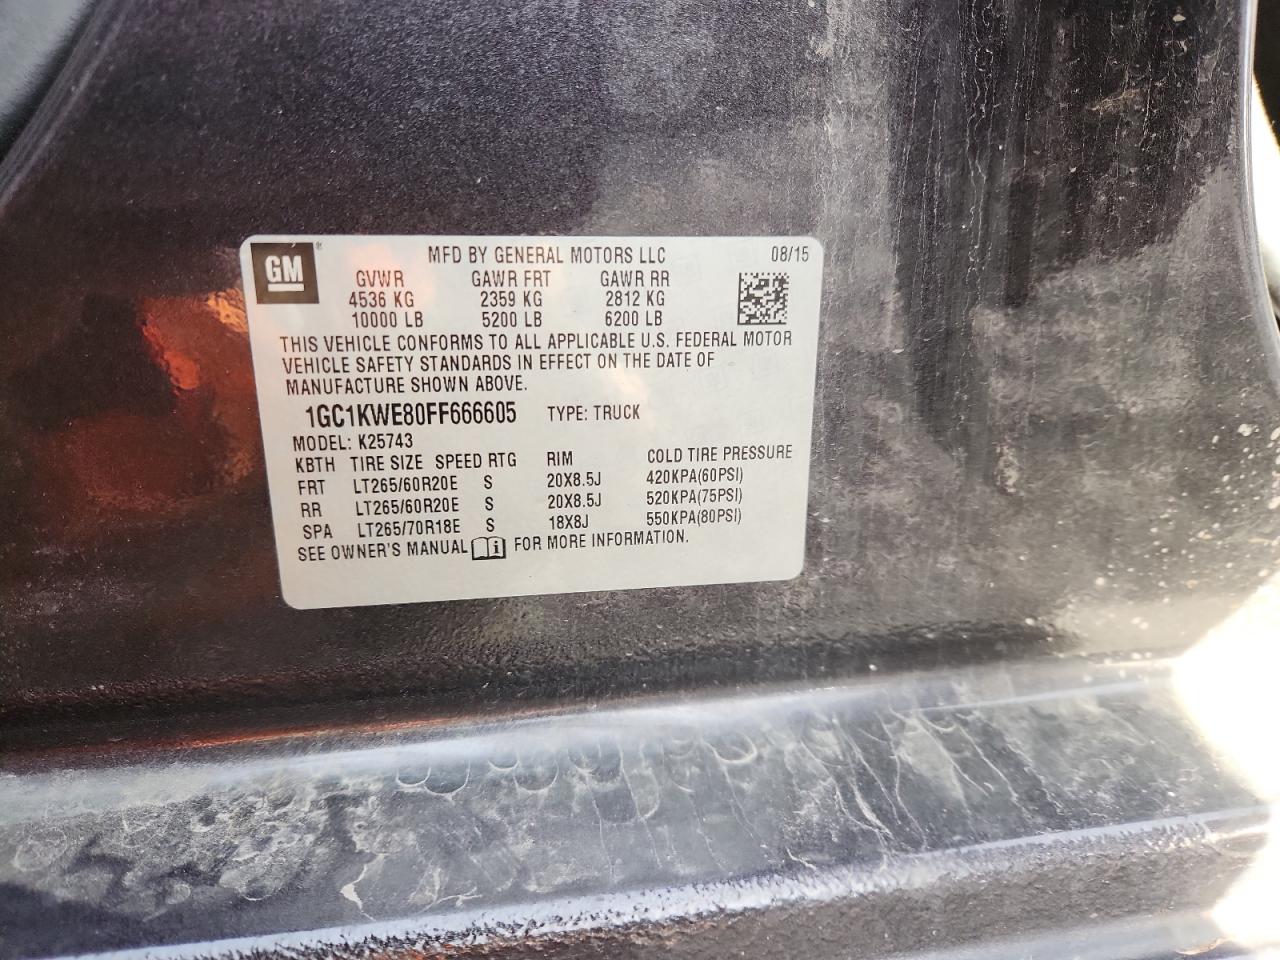 GM ® MFD BY GENERAL MOTORS LLC 08/15
GVWR GAWR FRT GAWR RR
4536 KG 2359 KG 2812 KG
10000 LB 5200 LB 6200 LB
THIS VEHICLE CONFORMS TO ALL APPLICABLE U.S. FEDERAL MOTOR
VEHICLE SAFETY STANDARDS IN EFFECT ON THE DATE OF
MANUFACTURE SHOWN ABOVE.
1GC1KWE80FF666605 TYPE: TRUCK
MODEL: K25743
KBTH TIRE SIZE SPEED RTG RIM COLD TIRE PRESSURE
FRT LT265/60R20E S 20X8.5J 420KPA(60PSI)
RR LT265/60R20E S 20X8.5J 520KPA(75PSI)
SPA LT265/70R18E S 18X8J 550KPA(80PSI)
SEE OWNER'S MANUAL i FOR MORE INFORMATION.